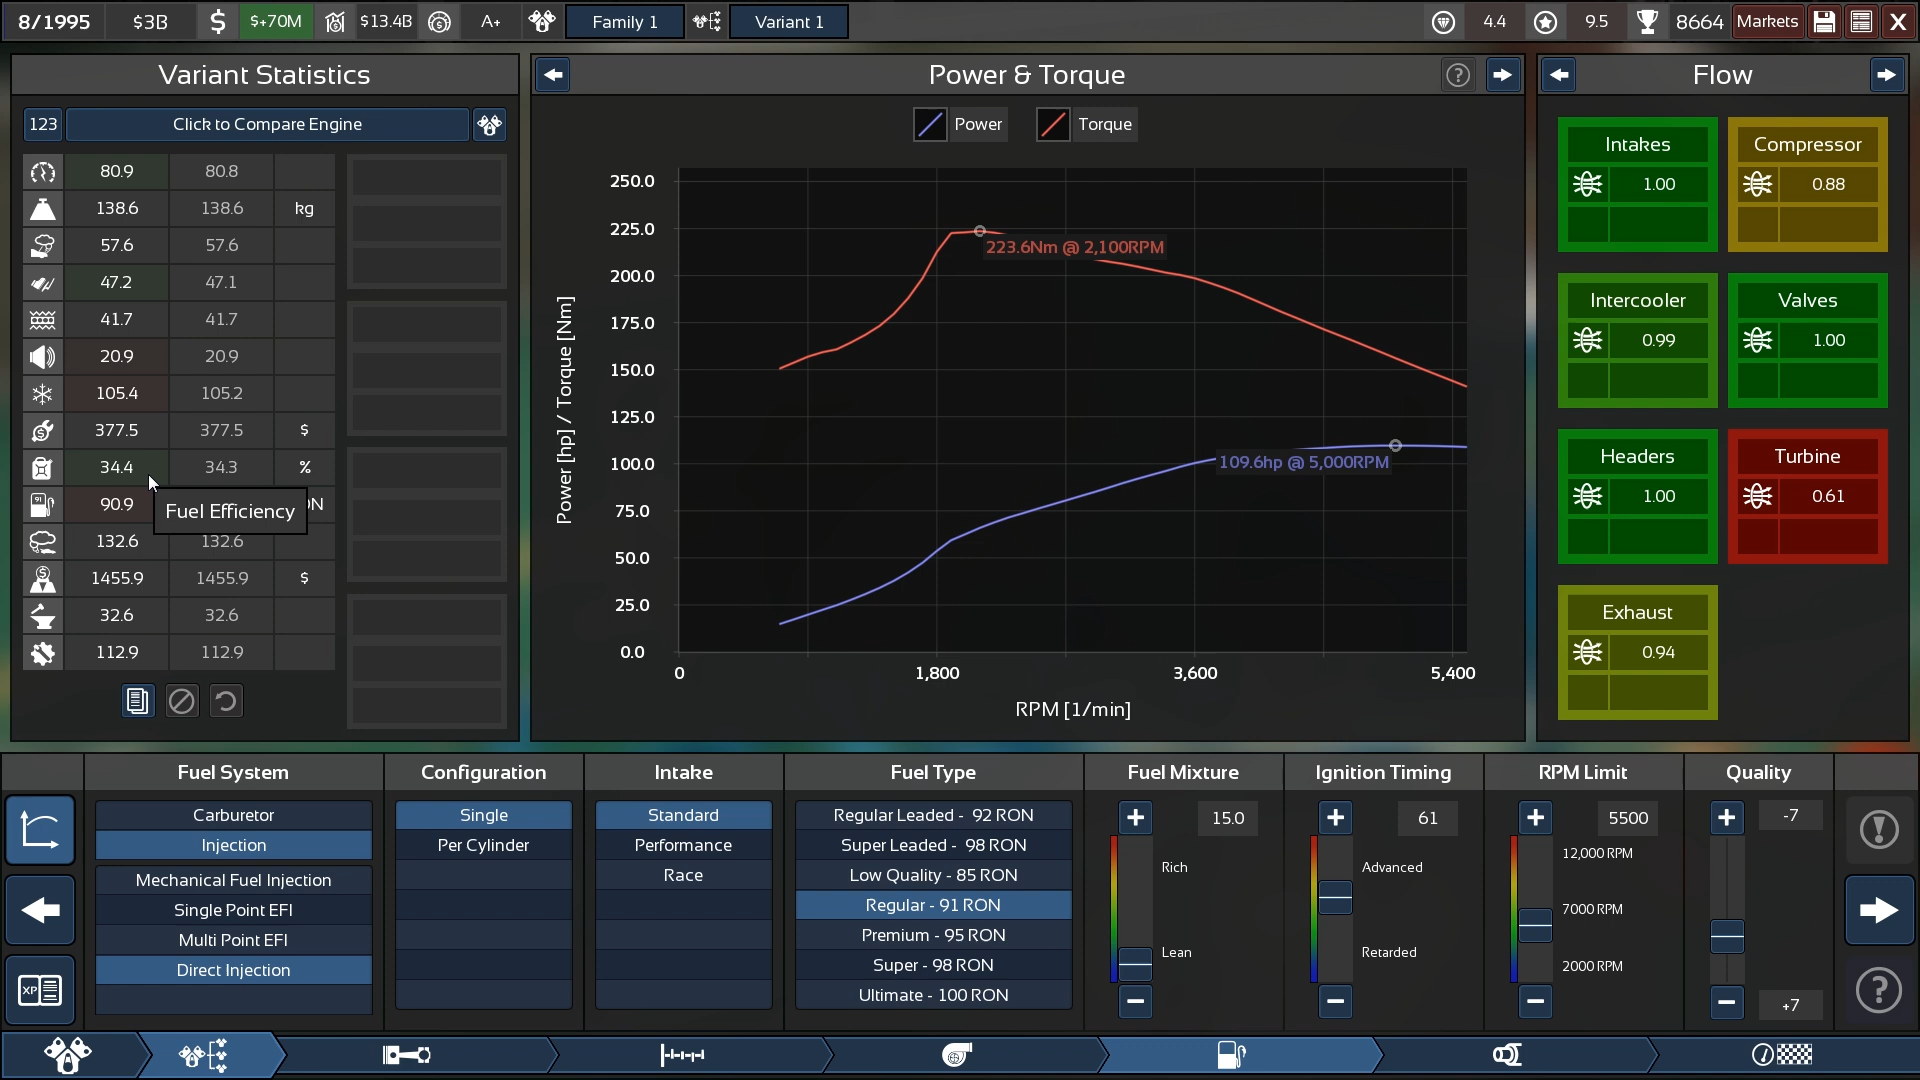 8/1995
$3B
$
$+70M
$13.4B
A+
Family 1
Variant 1
4.4
9.5
8664
Markets
X
Variant Statistics
123
Click to Compare Engine
80.9 80.8
138.6 138.6 kg
57.6 57.6
47.2 47.1
41.7 41.7
20.9 20.9
105.4 105.2
377.5 377.5 $
34.4 34.3 %
91
90.9
Fuel Efficiency
132.6 132.6
1455.9 1455.9 $
32.6 32.6
112.9 112.9
Power & Torque
?
Power
Torque
Power [hp] / Torque [Nm]
250.0
225.0
200.0
175.0
150.0
125.0
100.0
75.0
50.0
25.0
0.0
223.6Nm @ 2,100RPM
109.6hp @ 5,000RPM
0 1,800 3,600 5,400
RPM [1/min]
Flow
Intakes
1.00
Compressor
0.88
Intercooler
0.99
Valves
1.00
Headers
1.00
Turbine
0.61
Exhaust
0.94
XP
Fuel System
Carburetor
Injection
Mechanical Fuel Injection
Single Point EFI
Multi Point EFI
Direct Injection
Configuration
Single
Per Cylinder
Intake
Standard
Performance
Race
Fuel Type
Regular Leaded - 92 RON
Super Leaded - 98 RON
Low Quality - 85 RON
Regular - 91 RON
Premium - 95 RON
Super - 98 RON
Ultimate - 100 RON
Fuel Mixture
+
15.0
Rich
Lean
−
Ignition Timing
+
61
Advanced
Retarded
−
RPM Limit
+
5500
12,000 RPM
7000 RPM
2000 RPM
−
Quality
+
-7
−
+7
!
?